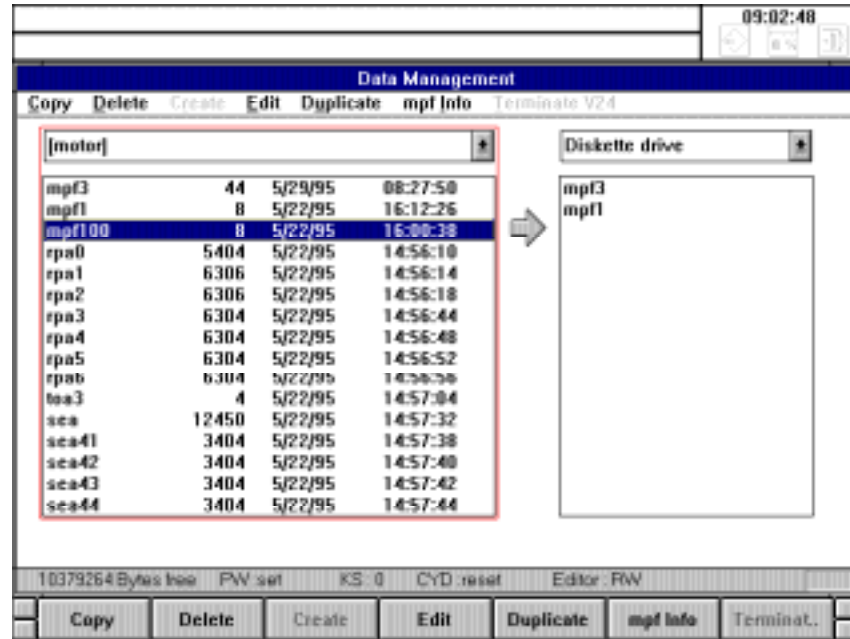 09:02:48
Data Management
Copy Delete Create Edit Duplicate mpf Info Terminate V24
[motor] Diskette drive
mpf3 44 5/29/95 08:27:50 mpf3
mpf1 8 5/22/95 16:12:26 mpf1
mpf100 8 5/22/95 16:00:38
rpa0 5404 5/22/95 14:56:10
rpa1 6306 5/22/95 14:56:14
rpa2 6306 5/22/95 14:56:18
rpa3 6304 5/22/95 14:56:44
rpa4 6304 5/22/95 14:56:48
rpa5 6304 5/22/95 14:56:52
rpa6 6304 5/22/95 14:56:56
toa3 4 5/22/95 14:57:04
sea 12450 5/22/95 14:57:32
sea41 3404 5/22/95 14:57:38
sea42 3404 5/22/95 14:57:40
sea43 3404 5/22/95 14:57:42
sea44 3404 5/22/95 14:57:44
10379264 Bytes free PW :set KS : 0 CYD :reset Editor : RW
Copy Delete Create Edit Duplicate mpf Info Terminat..